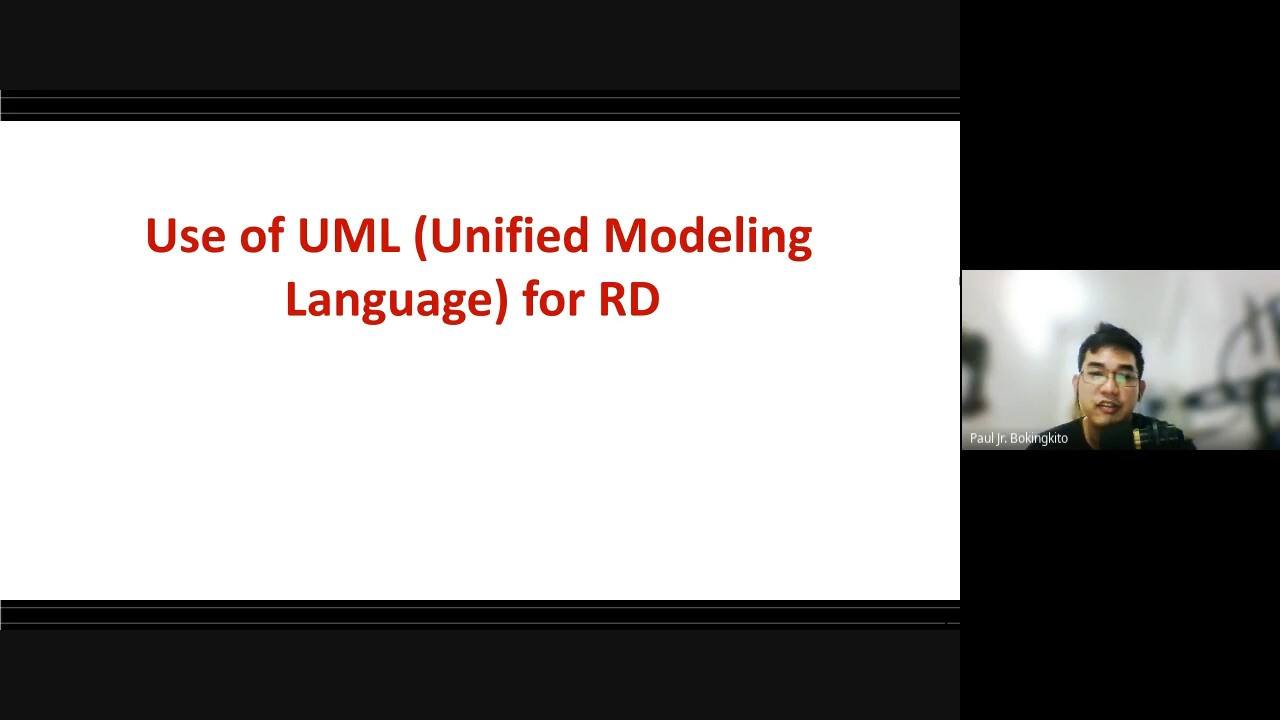 Use of UML (Unified Modeling
Language) for RD
Paul Jr. Bokingkito